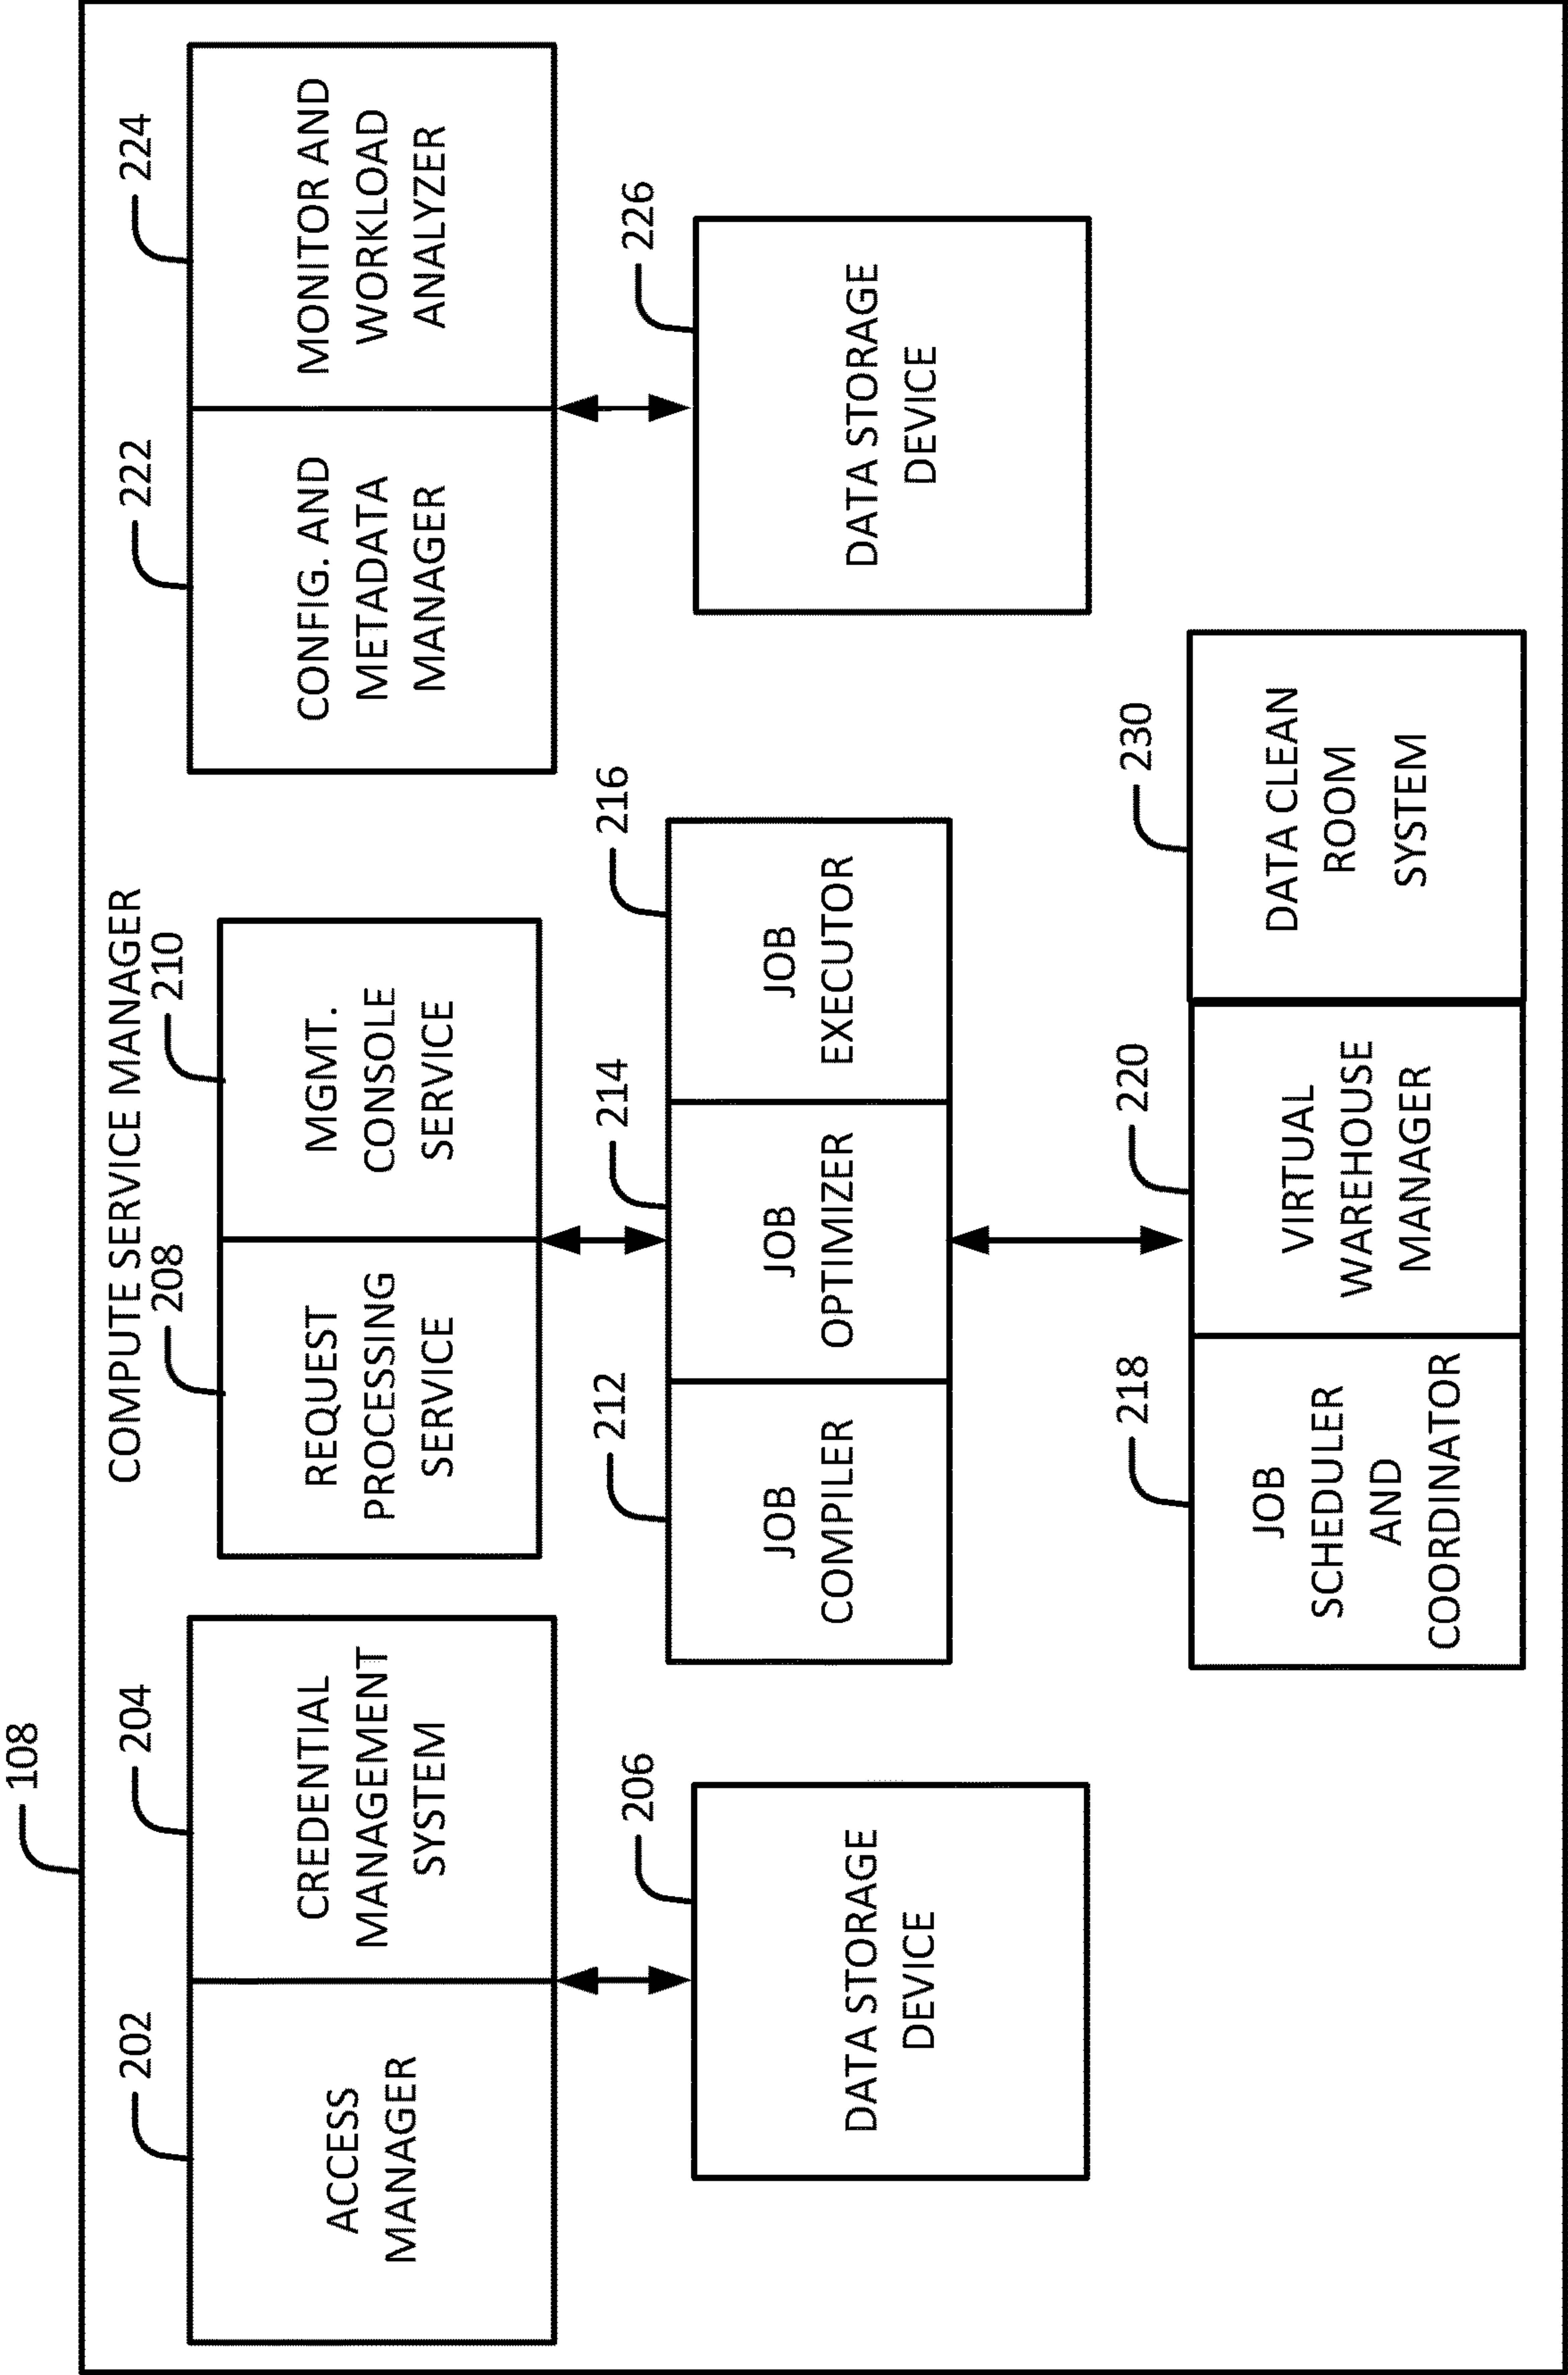 108
COMPUTE SERVICE MANAGER
202
204
208
210
222
224
ACCESS
MANAGER
CREDENTIAL
MANAGEMENT
SYSTEM
REQUEST
PROCESSING
SERVICE
MGMT.
CONSOLE
SERVICE
CONFIG. AND
METADATA
MANAGER
MONITOR AND
WORKLOAD
ANALYZER
206
212
214
216
226
DATA STORAGE
DEVICE
JOB
COMPILER
JOB
OPTIMIZER
JOB
EXECUTOR
DATA STORAGE
DEVICE
218
220
230
JOB
SCHEDULER
AND
COORDINATOR
VIRTUAL
WAREHOUSE
MANAGER
DATA CLEAN
ROOM
SYSTEM